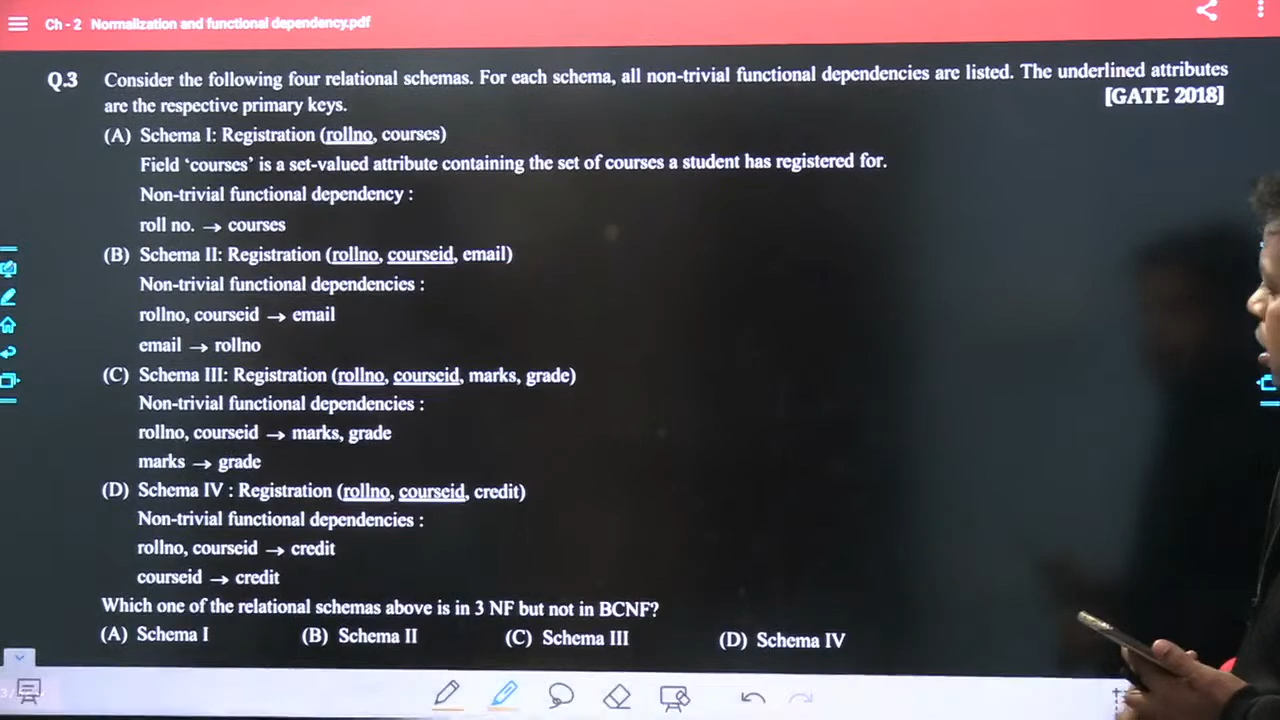 Ch - 2 Normalization and functional dependency.pdf
Q.3 Consider the following four relational schemas. For each schema, all non-trivial functional dependencies are listed. The underlined attributes
are the respective primary keys. [GATE 2018]
(A) Schema I: Registration (rollno, courses)
Field ‘courses’ is a set-valued attribute containing the set of courses a student has registered for.
Non-trivial functional dependency :
roll no. → courses
(B) Schema II: Registration (rollno, courseid, email)
Non-trivial functional dependencies :
rollno, courseid → email
email → rollno
(C) Schema III: Registration (rollno, courseid, marks, grade)
Non-trivial functional dependencies :
rollno, courseid → marks, grade
marks → grade
(D) Schema IV : Registration (rollno, courseid, credit)
Non-trivial functional dependencies :
rollno, courseid → credit
courseid → credit
Which one of the relational schemas above is in 3 NF but not in BCNF?
(A) Schema I (B) Schema II (C) Schema III (D) Schema IV